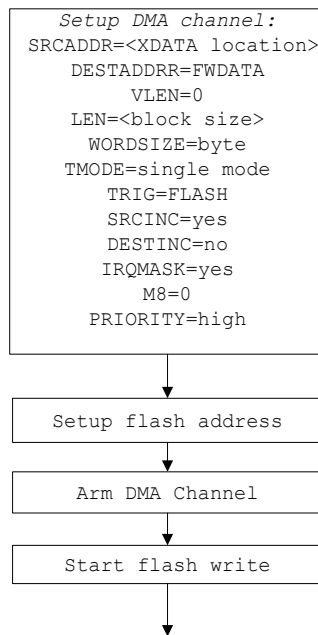 Setup DMA channel:
SRCADDR=<XDATA location>
DESTADDRR=FWDATA
VLEN=0
LEN=<block size>
WORDSIZE=byte
TMODE=single mode
TRIG=FLASH
SRCINC=yes
DESTINC=no
IRQMASK=yes
M8=0
PRIORITY=high
Setup flash address
Arm DMA Channel
Start flash write